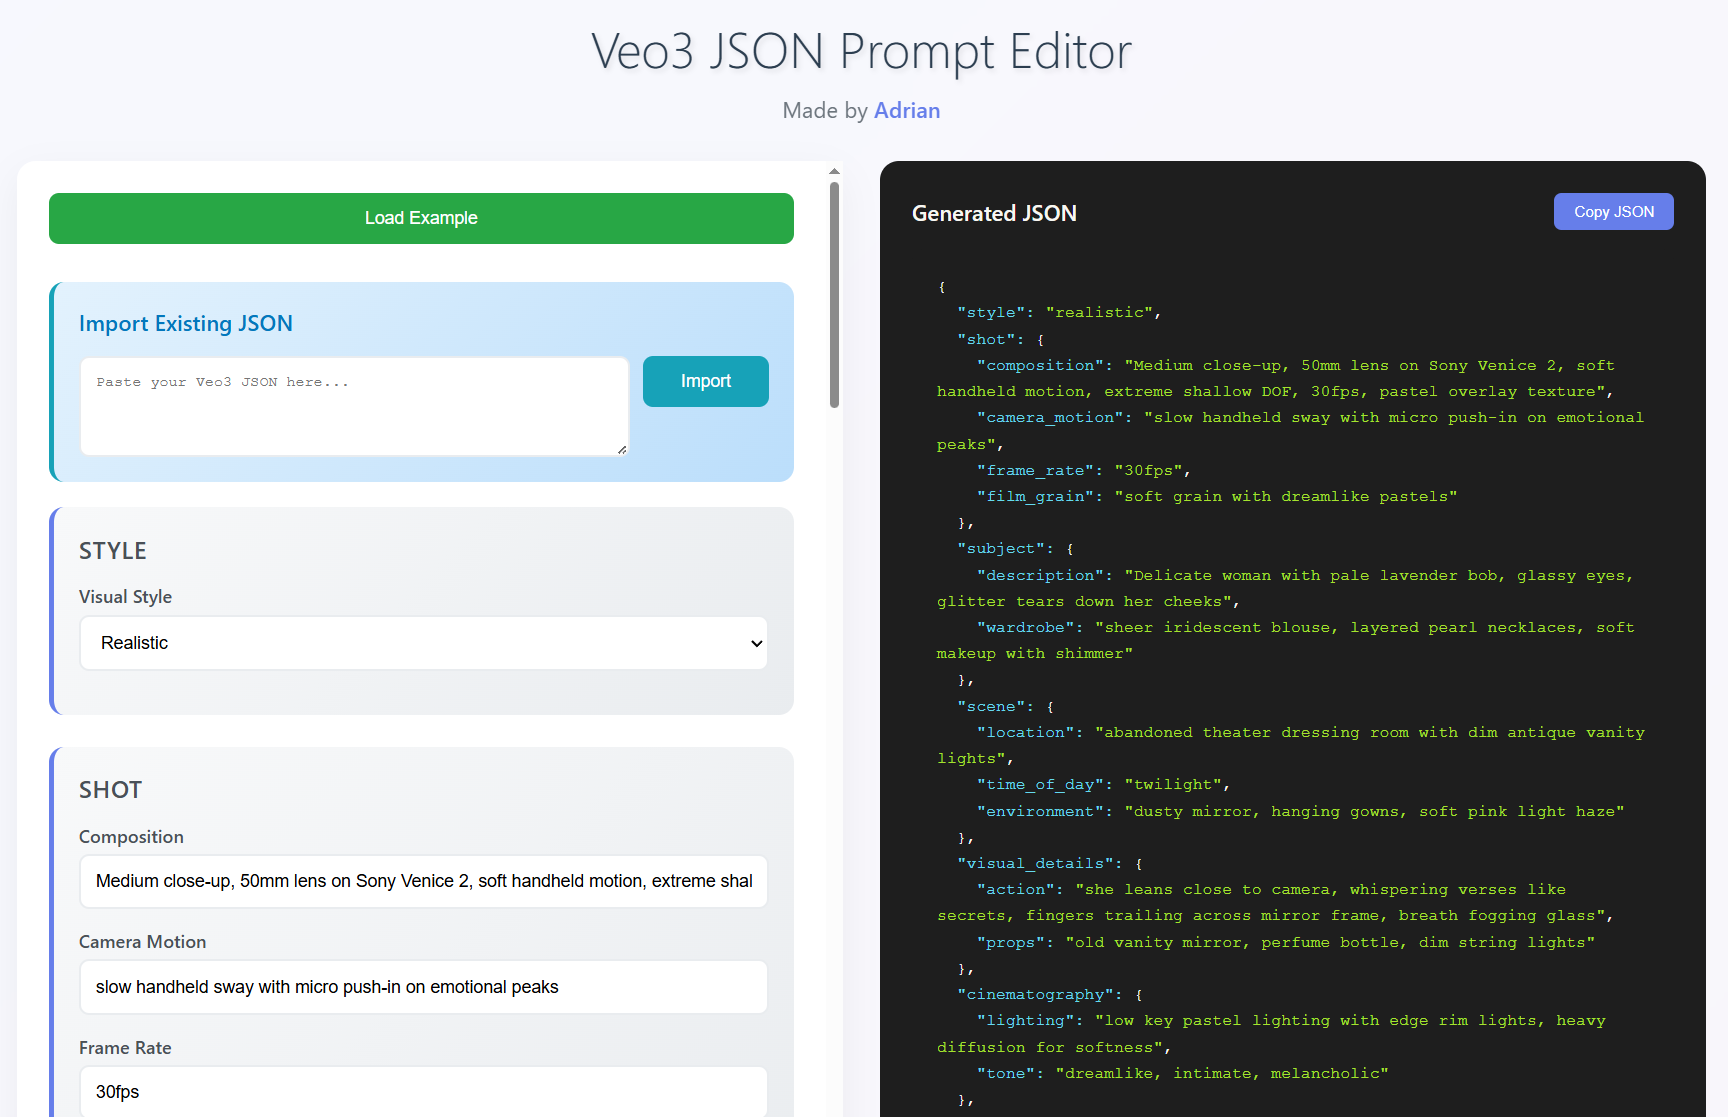 Veo3 JSON Prompt Editor
Made by Adrian
Load Example
Import Existing JSON
Paste your Veo3 JSON here...
Import
STYLE
Visual Style
Realistic
SHOT
Composition
Medium close-up, 50mm lens on Sony Venice 2, soft handheld motion, extreme shal
Camera Motion
slow handheld sway with micro push-in on emotional peaks
Frame Rate
30fps
Generated JSON
Copy JSON
{
  "style": "realistic",
  "shot": {
    "composition": "Medium close-up, 50mm lens on Sony Venice 2, soft
handheld motion, extreme shallow DOF, 30fps, pastel overlay texture",
    "camera_motion": "slow handheld sway with micro push-in on emotional
peaks",
    "frame_rate": "30fps",
    "film_grain": "soft grain with dreamlike pastels"
  },
  "subject": {
    "description": "Delicate woman with pale lavender bob, glassy eyes,
glitter tears down her cheeks",
    "wardrobe": "sheer iridescent blouse, layered pearl necklaces, soft
makeup with shimmer"
  },
  "scene": {
    "location": "abandoned theater dressing room with dim antique vanity
lights",
    "time_of_day": "twilight",
    "environment": "dusty mirror, hanging gowns, soft pink light haze"
  },
  "visual_details": {
    "action": "she leans close to camera, whispering verses like
secrets, fingers trailing across mirror frame, breath fogging glass",
    "props": "old vanity mirror, perfume bottle, dim string lights"
  },
  "cinematography": {
    "lighting": "low key pastel lighting with edge rim lights, heavy
diffusion for softness",
    "tone": "dreamlike, intimate, melancholic"
  },